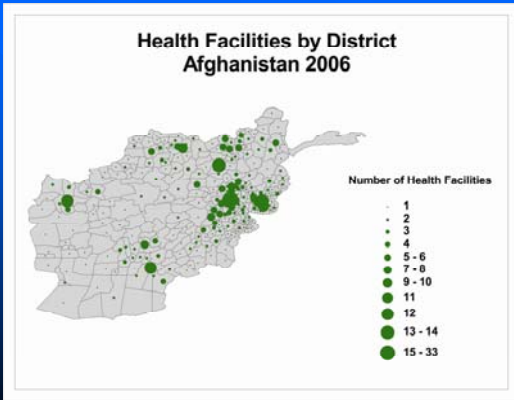 Health Facilities by District
Afghanistan 2006
Number of Health Facilities
1
2
3
4
5 - 6
7 - 8
9 - 10
11
12
13 - 14
15 - 33